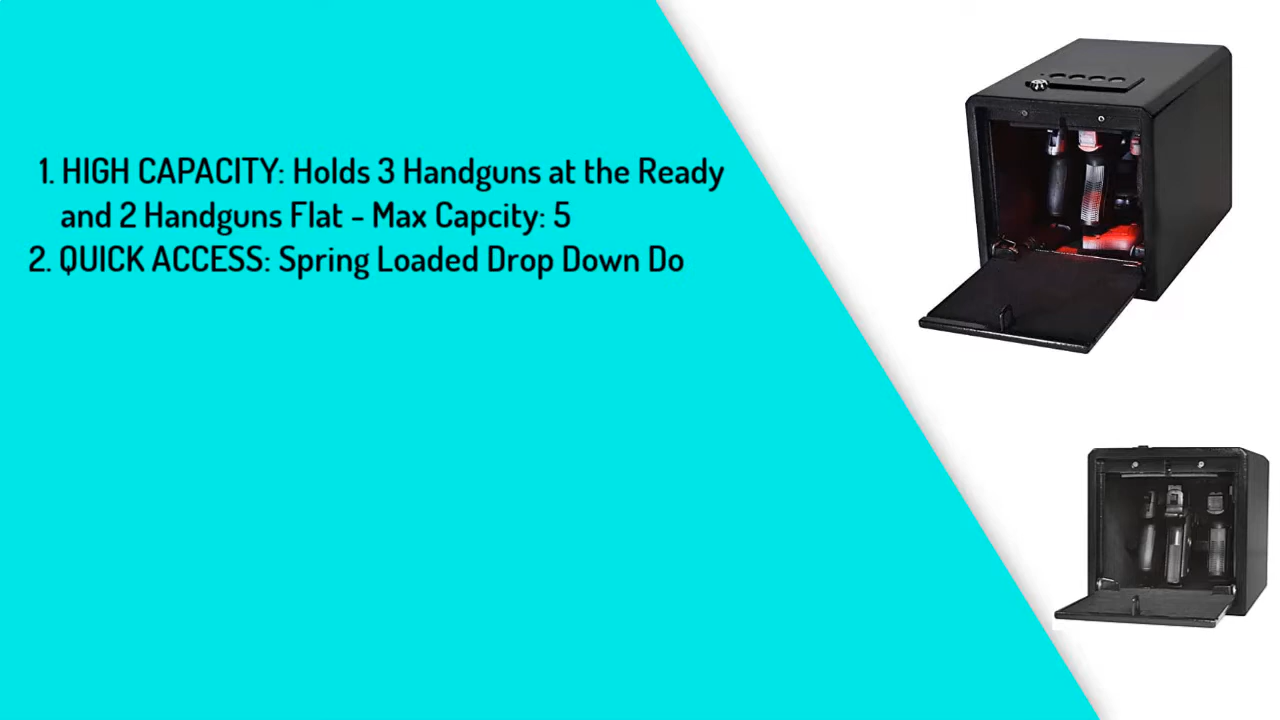 1. HIGH CAPACITY: Holds 3 Handguns at the Ready
and 2 Handguns Flat - Max Capcity: 5
2. QUICK ACCESS: Spring Loaded Drop Down Do